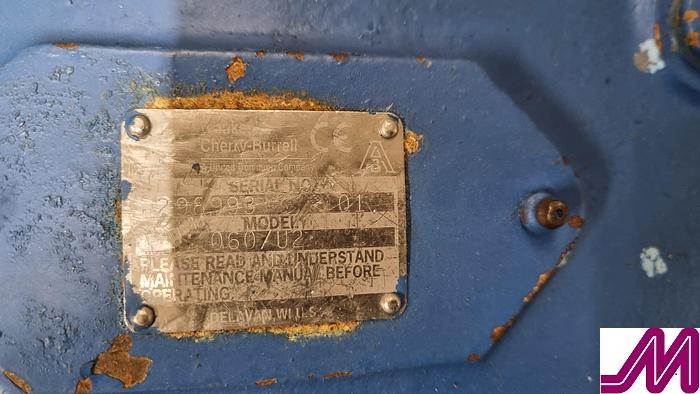 Cherry-Burrell
CE
A
3
SERIAL NO.
298993 01
MODEL
060/U2
PLEASE READ AND UNDERSTAND
MAINTENANCE MANUAL BEFORE
OPERATING
DELAVAN, WI U.S.
M